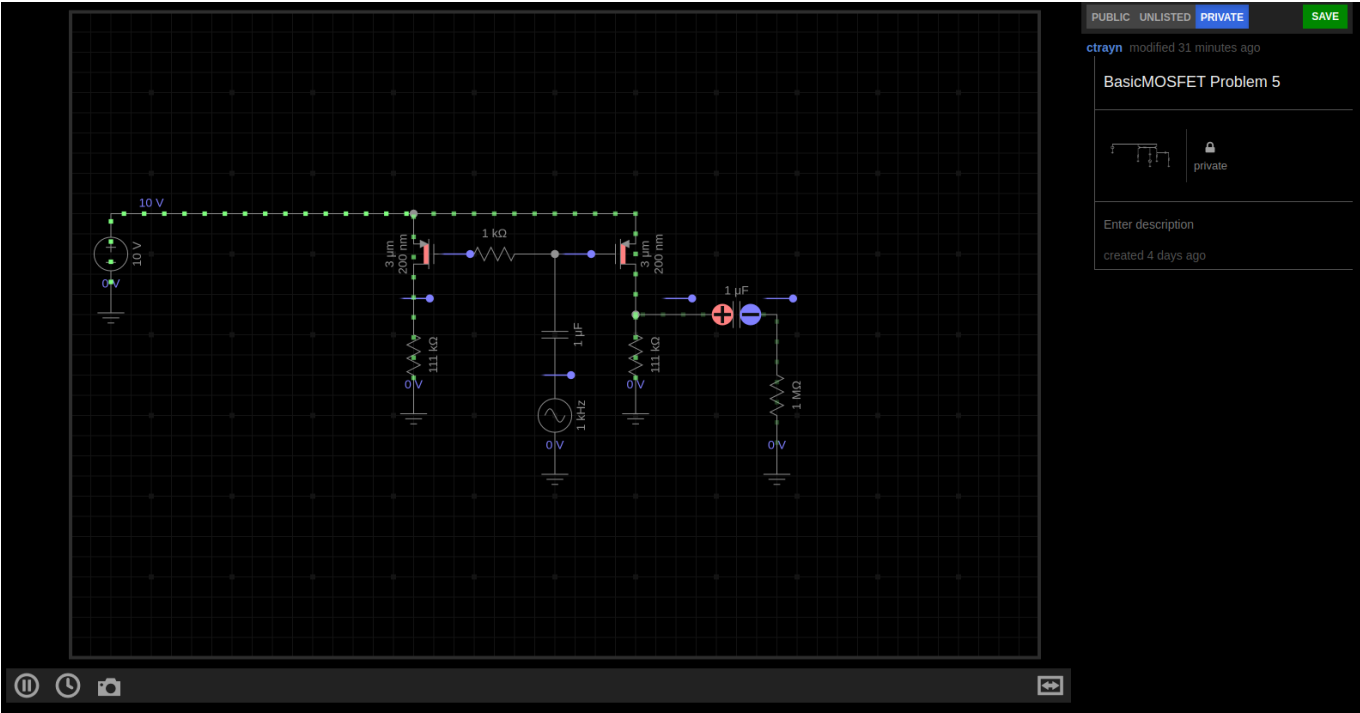 PUBLIC UNLISTED PRIVATE SAVE
ctrayn modified 31 minutes ago
BasicMOSFET Problem 5
private
Enter description
created 4 days ago
10 V
10 V
0 V
3 μm
200 nm
1 kΩ
3 μm
200 nm
1 μF
1 μF
111 kΩ
0 V
111 kΩ
0 V
1 kHz
0 V
1 MΩ
0 V